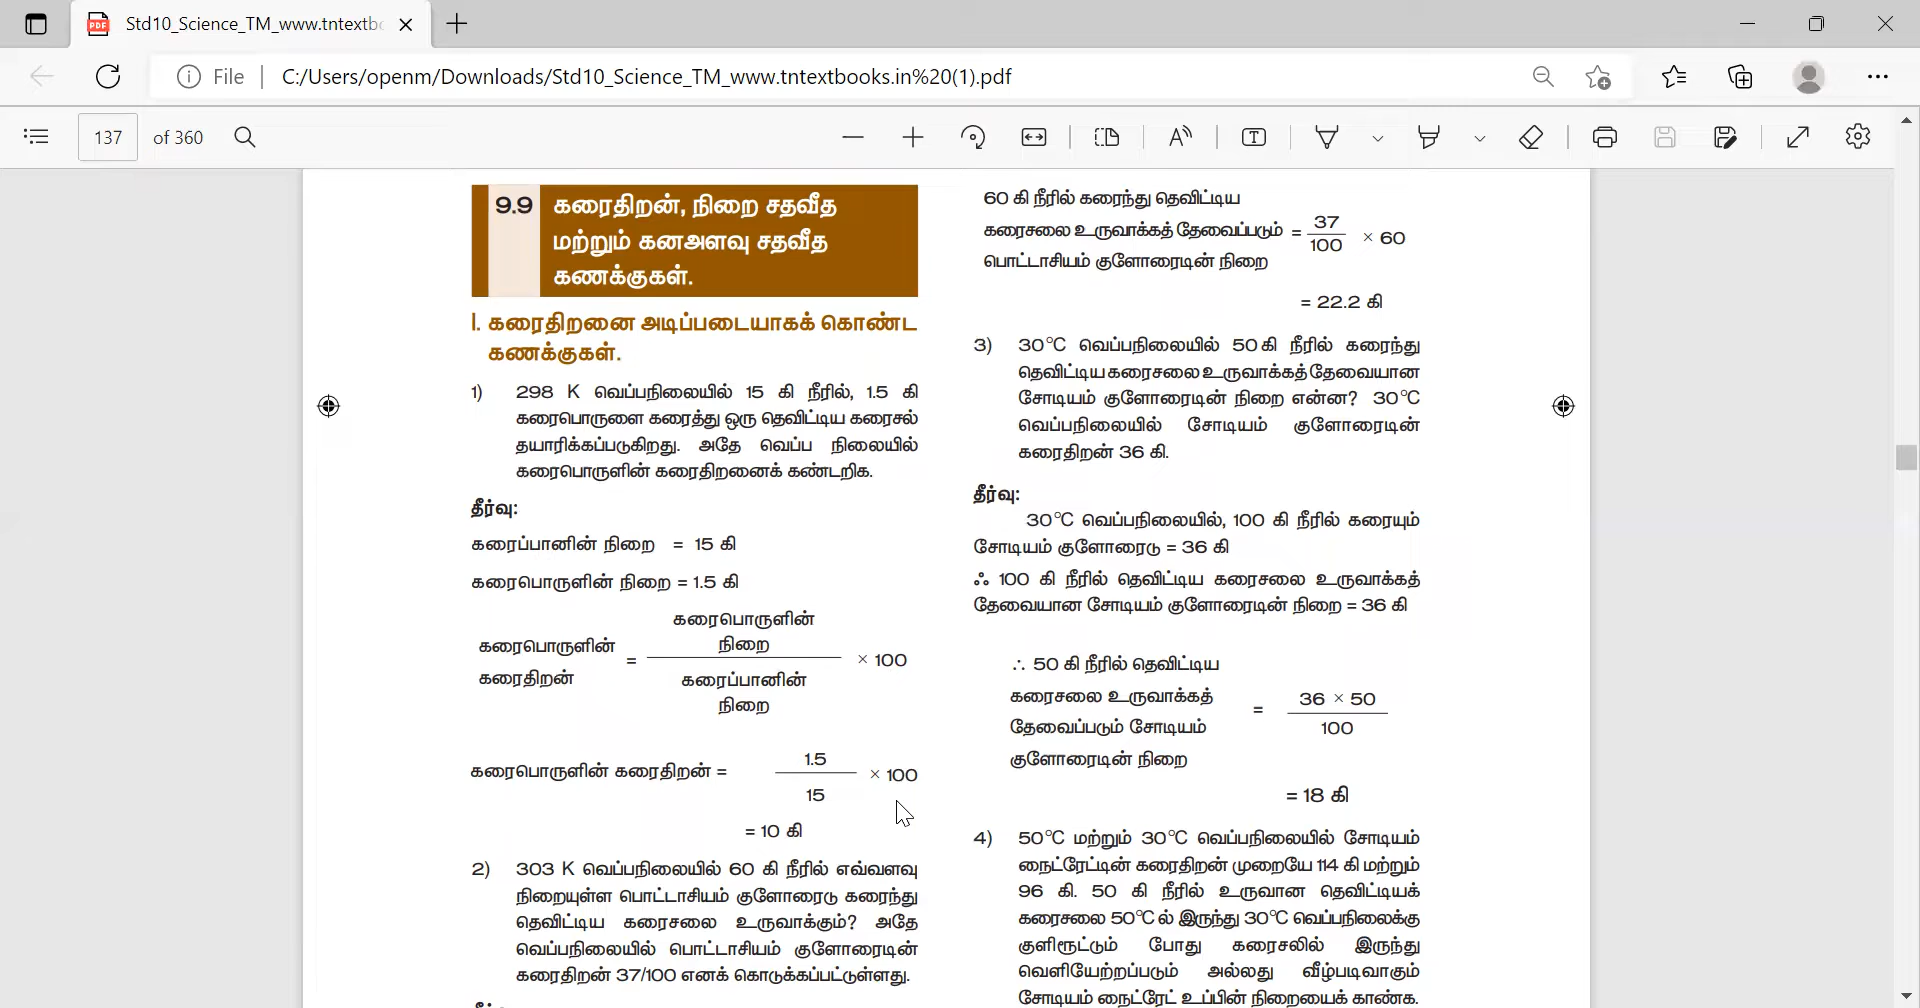 Std10_Science_TM_www.tntextbo
File
C:/Users/openm/Downloads/Std10_Science_TM_www.tntextbooks.in%20(1).pdf
137 of 360
9.9 கரைதிறன், நிறை சதவீத
மற்றும் கனஅளவு சதவீத
கணக்குகள்.
I. கரைதிறனை அடிப்படையாகக் கொண்ட
கணக்குகள்.
1) 298 K வெப்பநிலையில் 15 கி நீரில், 1.5 கி
கரைபொருளை கரைத்து ஒரு தெவிட்டிய கரைசல்
தயாரிக்கப்படுகிறது. அதே வெப்ப நிலையில்
கரைபொருளின் கரைதிறனைக் கண்டறிக.
தீர்வு:
கரைப்பானின் நிறை = 15 கி
கரைபொருளின் நிறை = 1.5 கி
கரைபொருளின்
நிறை
கரைபொருளின்
கரைதிறன்
= × 100
கரைப்பானின்
நிறை
1.5
கரைபொருளின் கரைதிறன் = × 100
15
= 10 கி
2) 303 K வெப்பநிலையில் 60 கி நீரில் எவ்வளவு
நிறையுள்ள பொட்டாசியம் குளோரைடு கரைந்து
தெவிட்டிய கரைசலை உருவாக்கும்? அதே
வெப்பநிலையில் பொட்டாசியம் குளோரைடின்
கரைதிறன் 37/100 எனக் கொடுக்கப்பட்டுள்ளது.
60 கி நீரில் கரைந்து தெவிட்டிய
37
கரைசலை உருவாக்கத் தேவைப்படும் = × 60
100
பொட்டாசியம் குளோரைடின் நிறை
= 22.2 கி
3) 30°C வெப்பநிலையில் 50 கி நீரில் கரைந்து
தெவிட்டிய கரைசலை உருவாக்கத் தேவையான
சோடியம் குளோரைடின் நிறை என்ன? 30°C
வெப்பநிலையில் சோடியம் குளோரைடின்
கரைதிறன் 36 கி.
தீர்வு:
30°C வெப்பநிலையில், 100 கி நீரில் கரையும்
சோடியம் குளோரைடு = 36 கி
ஃ 100 கி நீரில் தெவிட்டிய கரைசலை உருவாக்கத்
தேவையான சோடியம் குளோரைடின் நிறை = 36 கி
∴ 50 கி நீரில் தெவிட்டிய
கரைசலை உருவாக்கத்
தேவைப்படும் சோடியம்
குளோரைடின் நிறை
= 36 × 50
100
= 18 கி
4) 50°C மற்றும் 30°C வெப்பநிலையில் சோடியம்
நைட்ரேட்டின் கரைதிறன் முறையே 114 கி மற்றும்
96 கி. 50 கி நீரில் உருவான தெவிட்டியக்
கரைசலை 50°C ல் இருந்து 30°C வெப்பநிலைக்கு
குளிரூட்டும் போது கரைசலில் இருந்து
வெளியேற்றப்படும் அல்லது வீழ்படிவாகும்
சோடியம் நைட்ரேட் உப்பின் நிறையைக் காண்க.